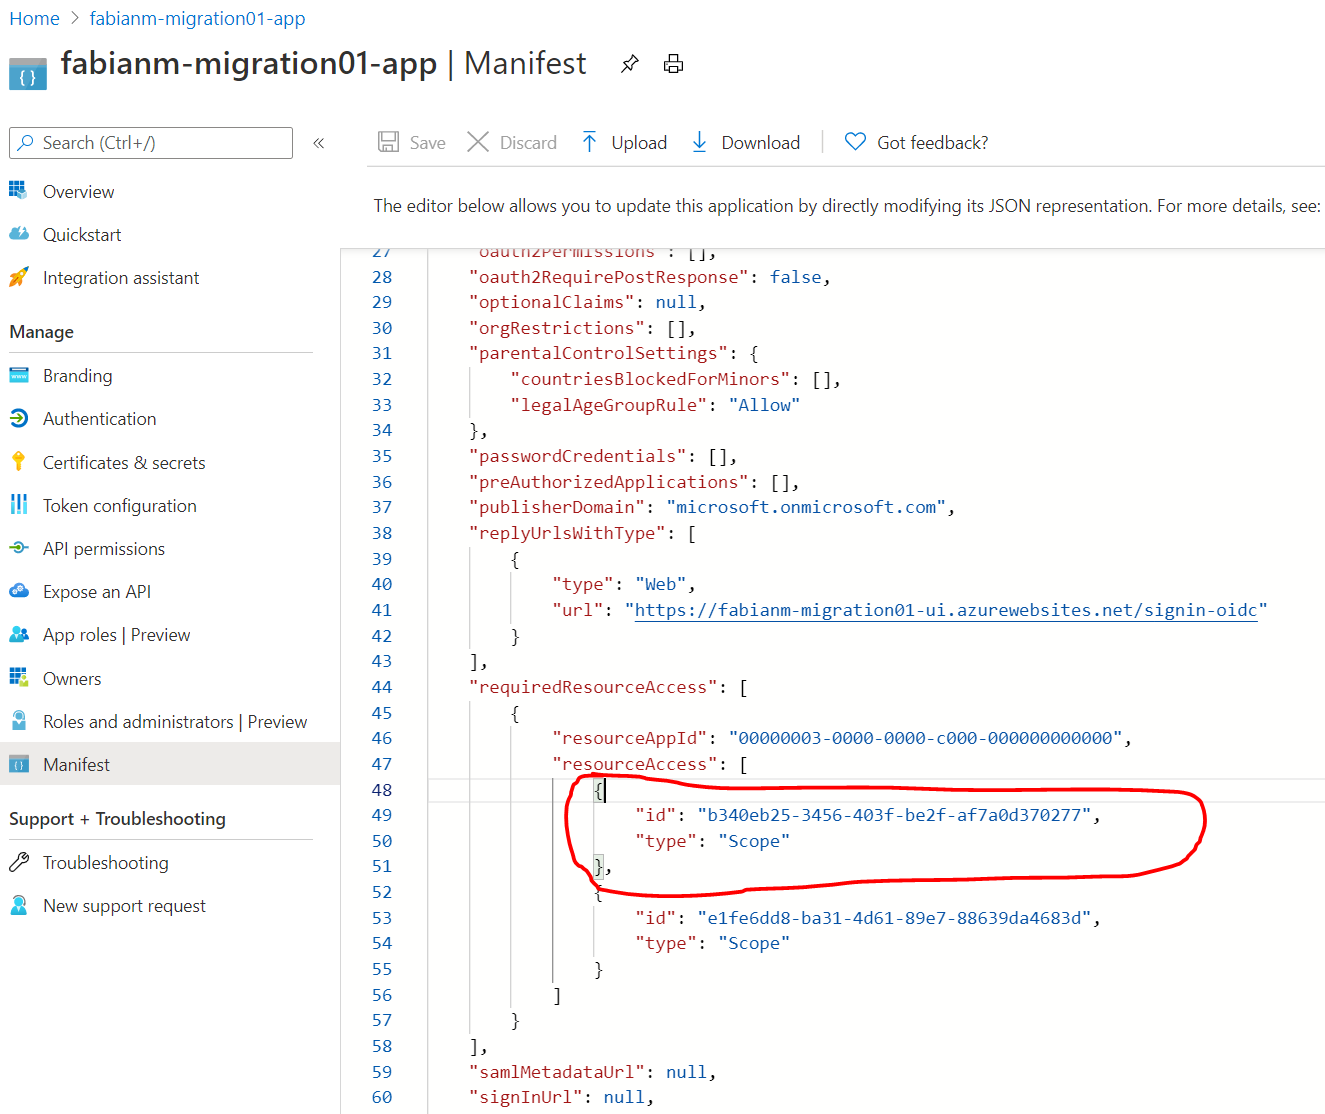 Home > fabianm-migration01-app
fabianm-migration01-app | Manifest
Search (Ctrl+/)
«
Overview
Quickstart
Integration assistant
Manage
Branding
Authentication
Certificates & secrets
Token configuration
API permissions
Expose an API
App roles | Preview
Owners
Roles and administrators | Preview
Manifest
Support + Troubleshooting
Troubleshooting
New support request
Save Discard Upload Download Got feedback?
The editor below allows you to update this application by directly modifying its JSON representation. For more details, see:
27 "oauth2Permissions": [],
28 "oauth2RequirePostResponse": false,
29 "optionalClaims": null,
30 "orgRestrictions": [],
31 "parentalControlSettings": {
32 "countriesBlockedForMinors": [],
33 "legalAgeGroupRule": "Allow"
34 },
35 "passwordCredentials": [],
36 "preAuthorizedApplications": [],
37 "publisherDomain": "microsoft.onmicrosoft.com",
38 "replyUrlsWithType": [
39 {
40 "type": "Web",
41 "url": "https://fabianm-migration01-ui.azurewebsites.net/signin-oidc"
42 }
43 ],
44 "requiredResourceAccess": [
45 {
46 "resourceAppId": "00000003-0000-0000-c000-000000000000",
47 "resourceAccess": [
48 {
49 "id": "b340eb25-3456-403f-be2f-af7a0d370277",
50 "type": "Scope"
51 },
52 {
53 "id": "e1fe6dd8-ba31-4d61-89e7-88639da4683d",
54 "type": "Scope"
55 }
56 ]
57 }
58 ],
59 "samlMetadataUrl": null,
60 "signInUrl": null,